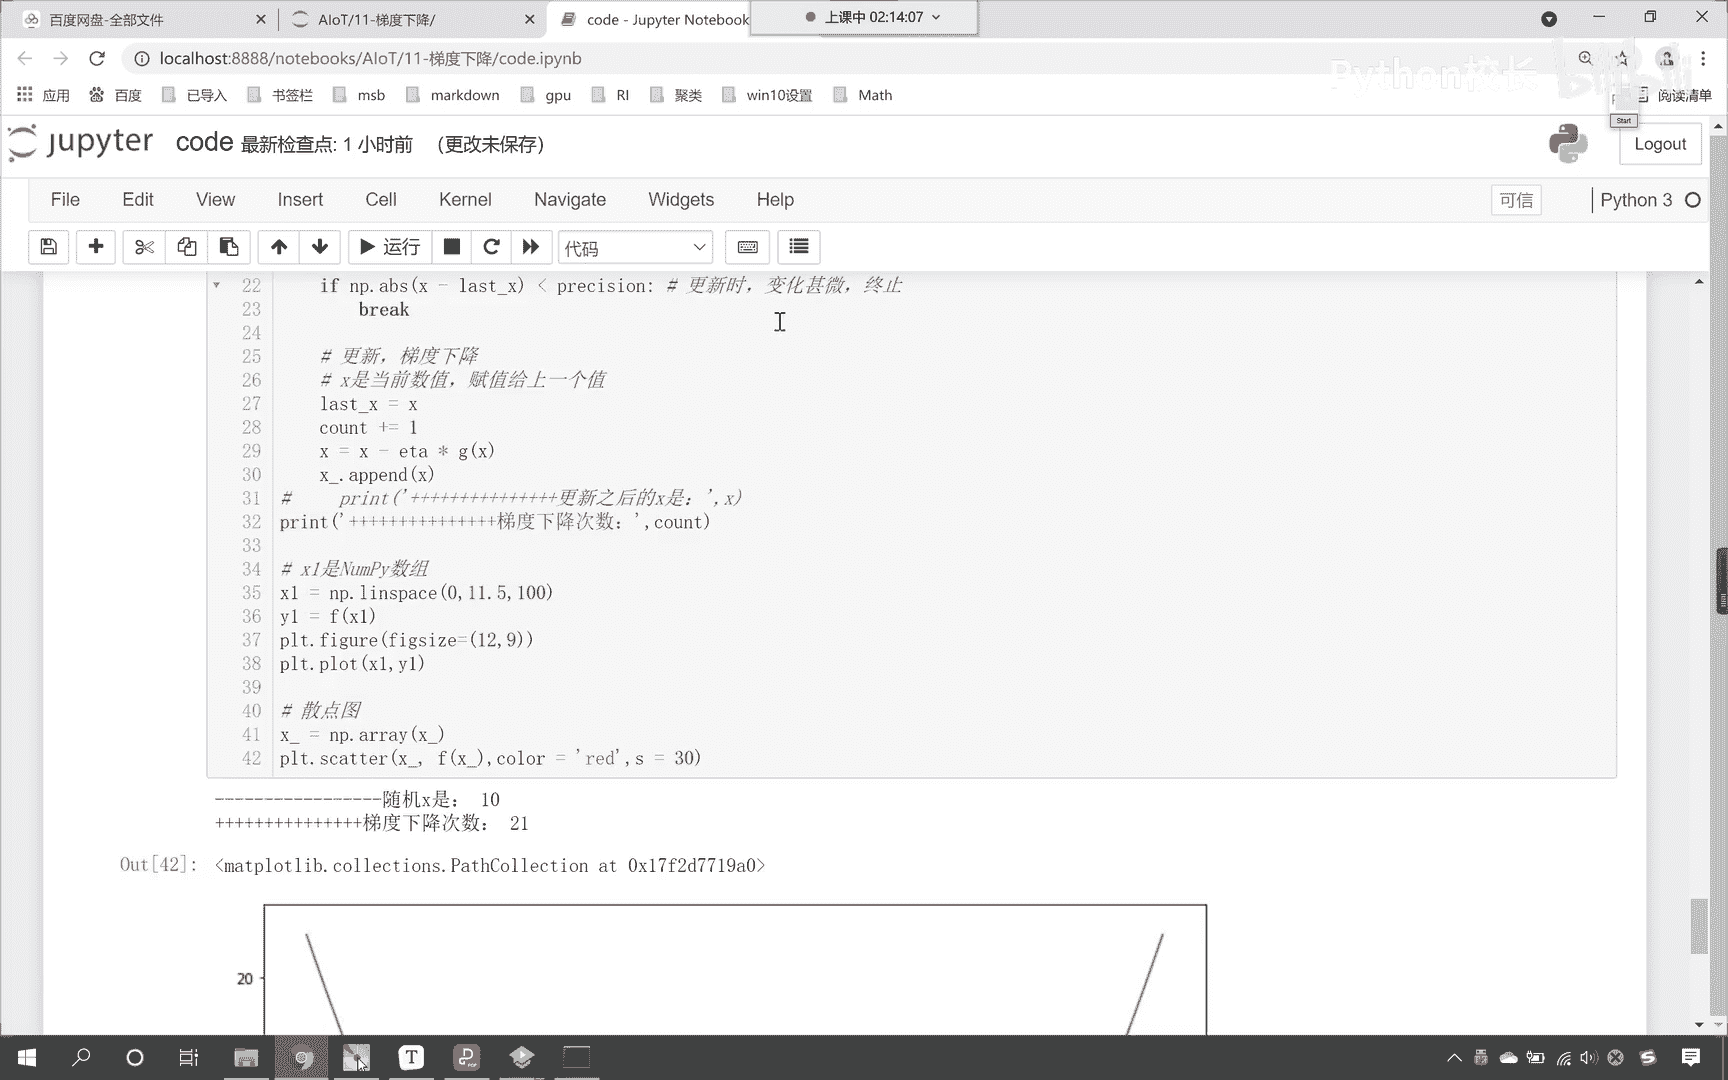 百度网盘-全部文件
AIoT/11-梯度下降/
code - Jupyter Notebook
上课中 02:14:07
localhost:8888/notebooks/AIoT/11-梯度下降/code.ipynb
Python校长
应用 百度 已导入 书签栏 msb markdown gpu RI 聚类 win10设置 Math 阅读清单
Start
jupyter code 最新检查点: 1 小时前 (更改未保存)
Logout
File Edit View Insert Cell Kernel Navigate Widgets Help 可信 Python 3
运行 代码
22 if np.abs(x - last_x) < precision: # 更新时，变化甚微，终止
23 break
24
25 # 更新，梯度下降
26 # x是当前数值，赋值给上一个值
27 last_x = x
28 count += 1
29 x = x - eta * g(x)
30 x_.append(x)
31 # print('+++++++++++++++更新之后的x是：',x)
32 print('+++++++++++++++梯度下降次数：',count)
33
34 # x1是NumPy数组
35 x1 = np.linspace(0,11.5,100)
36 y1 = f(x1)
37 plt.figure(figsize=(12,9))
38 plt.plot(x1,y1)
39
40 # 散点图
41 x_ = np.array(x_)
42 plt.scatter(x_, f(x_),color = 'red',s = 30)
-----------------随机x是： 10
+++++++++++++++梯度下降次数： 21
Out[42]: <matplotlib.collections.PathCollection at 0x17f2d7719a0>
20